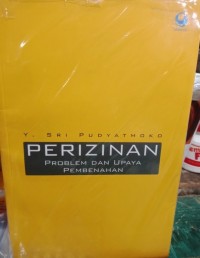 Y. SRI PUDYATMOKO
PERIZINAN
PROBLEM DAN UPAYA
PEMBENAHAN